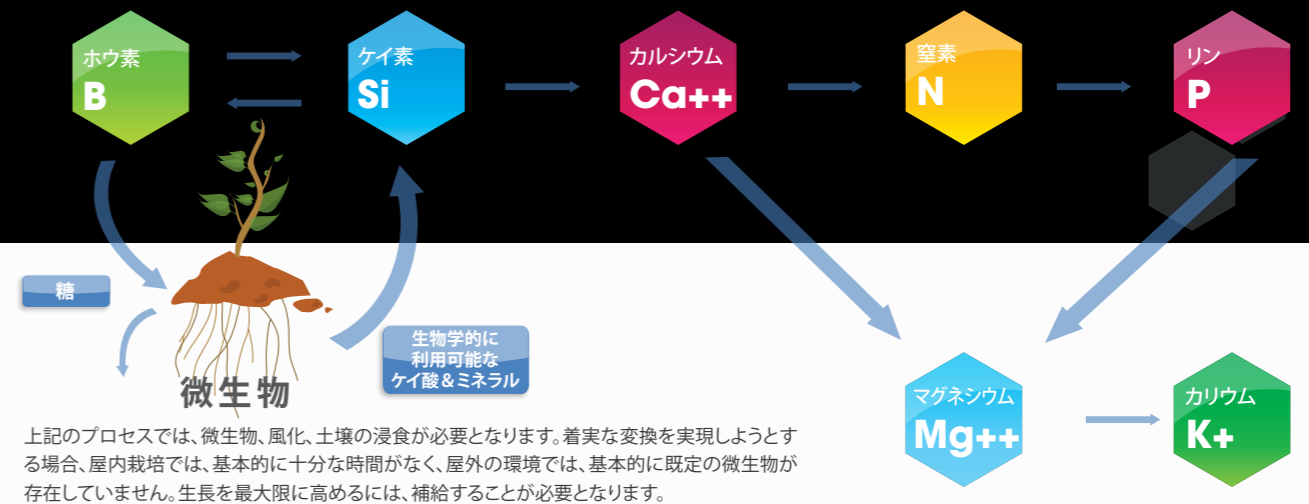 ホウ素
B
ケイ素
Si
カルシウム
Ca++
窒素
N
リン
P
糖
生物学的に
利用可能な
ケイ酸&ミネラル
微生物
マグネシウム
Mg++
カリウム
K+
上記のプロセスでは、微生物、風化、土壌の浸食が必要となります。着実な変換を実現しようとす
る場合、屋内栽培では、基本的に十分な時間がなく、屋外の環境では、基本的に既定の微生物が
存在していません。生長を最大限に高めるには、補給することが必要となります。